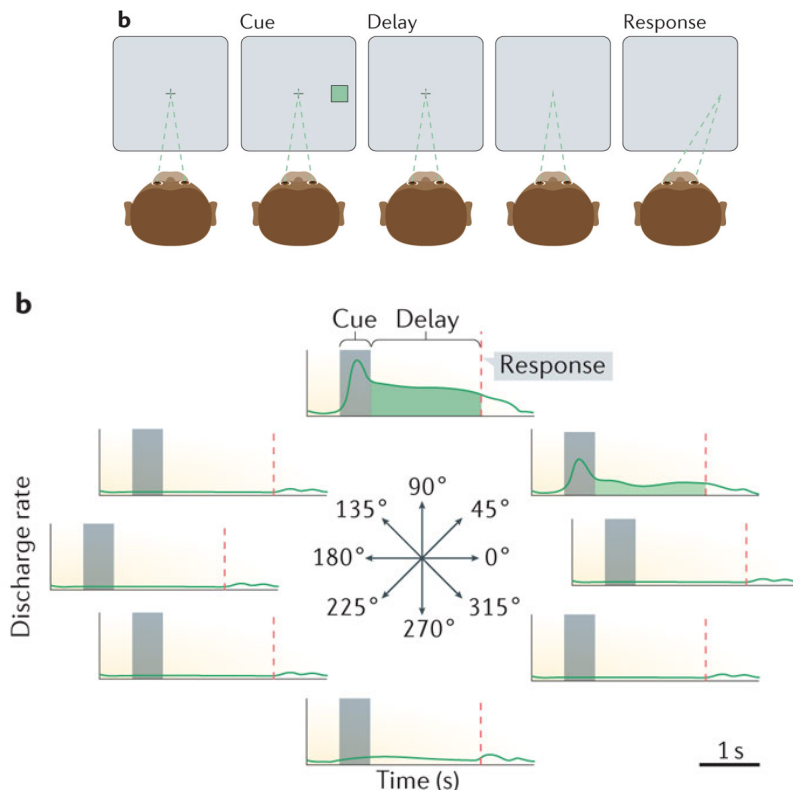 b
Cue
Delay
Response
b
Cue
Delay
Response
Discharge rate
90°
135°
45°
180°
0°
225°
315°
270°
Time (s)
1 s